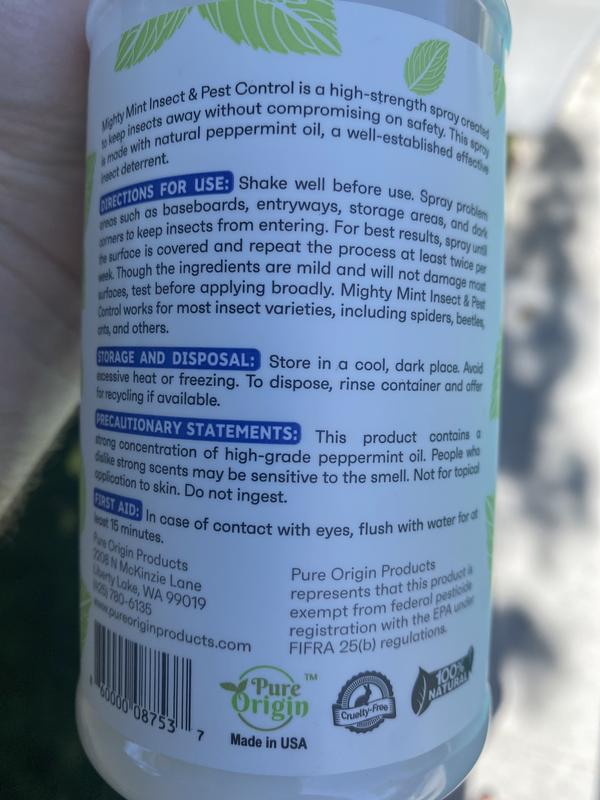 Mighty Mint Insect & Pest Control is a high-strength spray created
to keep insects away without compromising on safety. This spray
is made with natural peppermint oil, a well-established effective
insect deterrent.
DIRECTIONS FOR USE: Shake well before use. Spray problem
areas such as baseboards, entryways, storage areas, and dark
corners to keep insects from entering. For best results, spray until
the surface is covered and repeat the process at least twice per
week. Though the ingredients are mild and will not damage most
surfaces, test before applying broadly. Mighty Mint Insect & Pest
Control works for most insect varieties, including spiders, beetles,
ants, and others.
STORAGE AND DISPOSAL: Store in a cool, dark place. Avoid
excessive heat or freezing. To dispose, rinse container and offer
for recycling if available.
PRECAUTIONARY STATEMENTS: This product contains a
strong concentration of high-grade peppermint oil. People who
dislike strong scents may be sensitive to the smell. Not for topical
application to skin. Do not ingest.
FIRST AID: In case of contact with eyes, flush with water for at
least 15 minutes.
Pure Origin Products
2208 N McKinzie Lane
Liberty Lake, WA 99019
(425) 780-6135
www.pureoriginproducts.com
Pure Origin Products
represents that this product is
exempt from federal pesticide
registration with the EPA under
FIFRA 25(b) regulations.
60000 08753 7
Pure Origin ™
Made in USA
Cruelty-Free
100% NATURAL